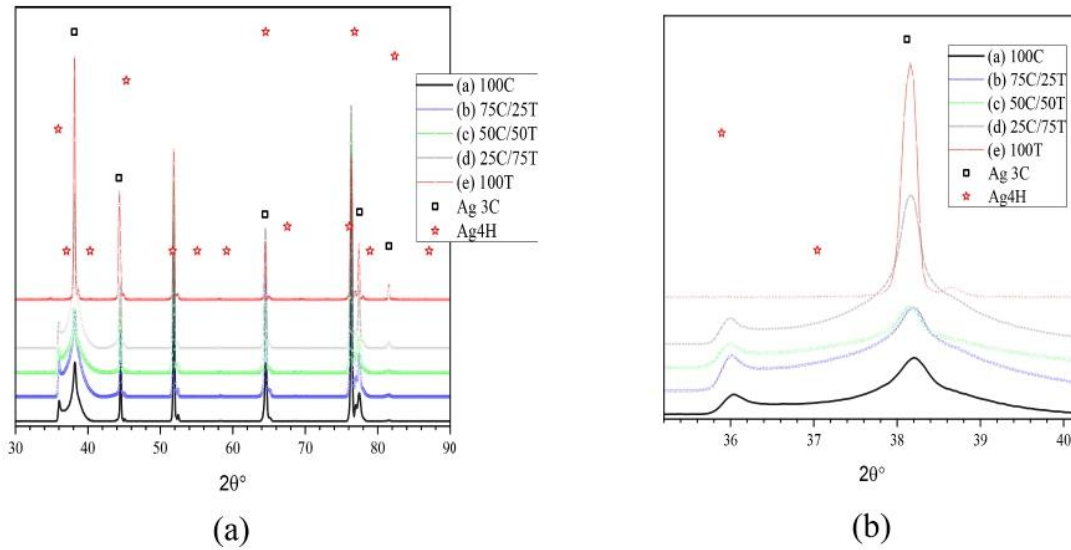 (a) 100C
(b) 75C/25T
(c) 50C/50T
(d) 25C/75T
(e) 100T
Ag 3C
Ag4H
30 40 50 60 70 80 90
2θ°
(a)
(a) 100C
(b) 75C/25T
(c) 50C/50T
(d) 25C/75T
(e) 100T
Ag 3C
Ag4H
36 37 38 39 40
2θ°
(b)